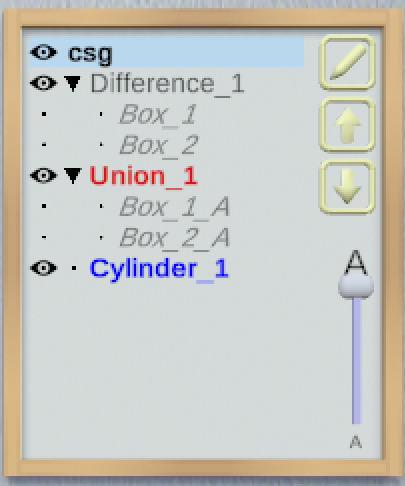 csg
Difference_1
Box_1
Box_2
Union_1
Box_1_A
Box_2_A
Cylinder_1
A
A